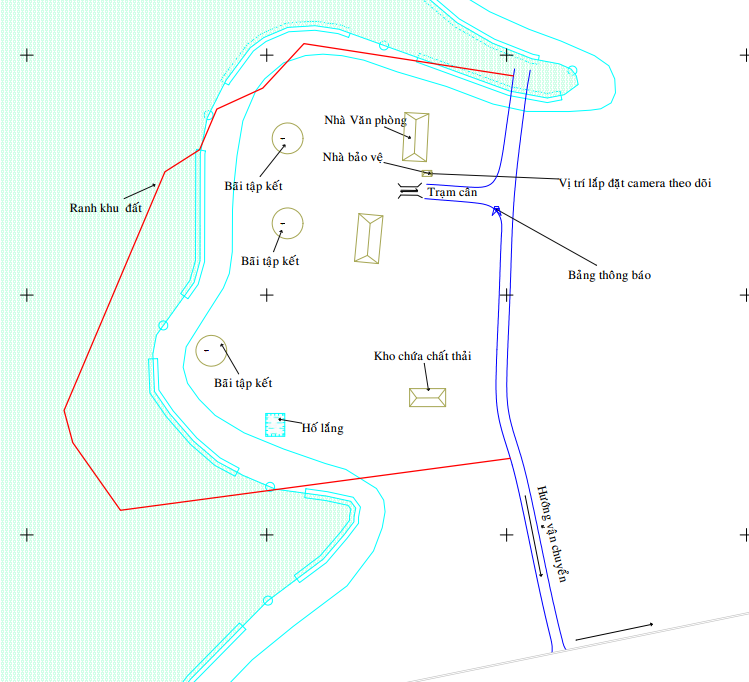 Nhà Văn phòng
Nhà bảo vệ
Vị trí lắp đặt camera theo dõi
Bãi tập kết
Trạm cân
Ranh khu đất
Bãi tập kết
Bảng thông báo
Kho chứa chất thải
Bãi tập kết
Hố lắng
Hướng vận chuyển